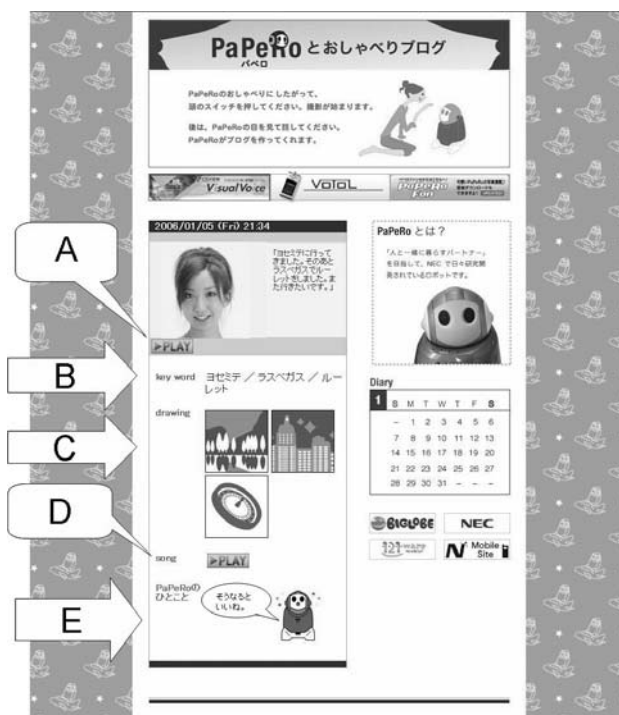 PaPeRoとおしゃべりブログ
パペロ
PaPeRoのおしゃべりにしたがって、
頭のスイッチを押してください。撮影が始まります。
後は、PaPeRoの目を見て話してください。
PaPeRoがブログを作ってくれます。
VisualVoice
VoToL
PaPeRo
Fan
2006/01/05 (Fri) 21:34
「ヨセミテに行って
きました。そのあと
ラスベガスでルー
レットをしました。ま
た行きたいです。」
A
▶PLAY
B
key word
ヨセミテ ／ ラスベガス ／ ルー
レット
C
drawing
D
song
▶PLAY
E
PaPeRoの
ひとこと
そうなると
いいね。
PaPeRo とは？
「人と一緒に暮らすパートナー」
を目指して、NEC で日々研究開
発されているロボットです。
Diary
1
S M T W T F S
– 1 2 3 4 5 6
7 8 9 10 11 12 13
14 15 16 17 18 19 20
21 22 23 24 25 26 27
28 29 30 31 – – –
BIGLOBE
NEC
121
N Mobile
Site